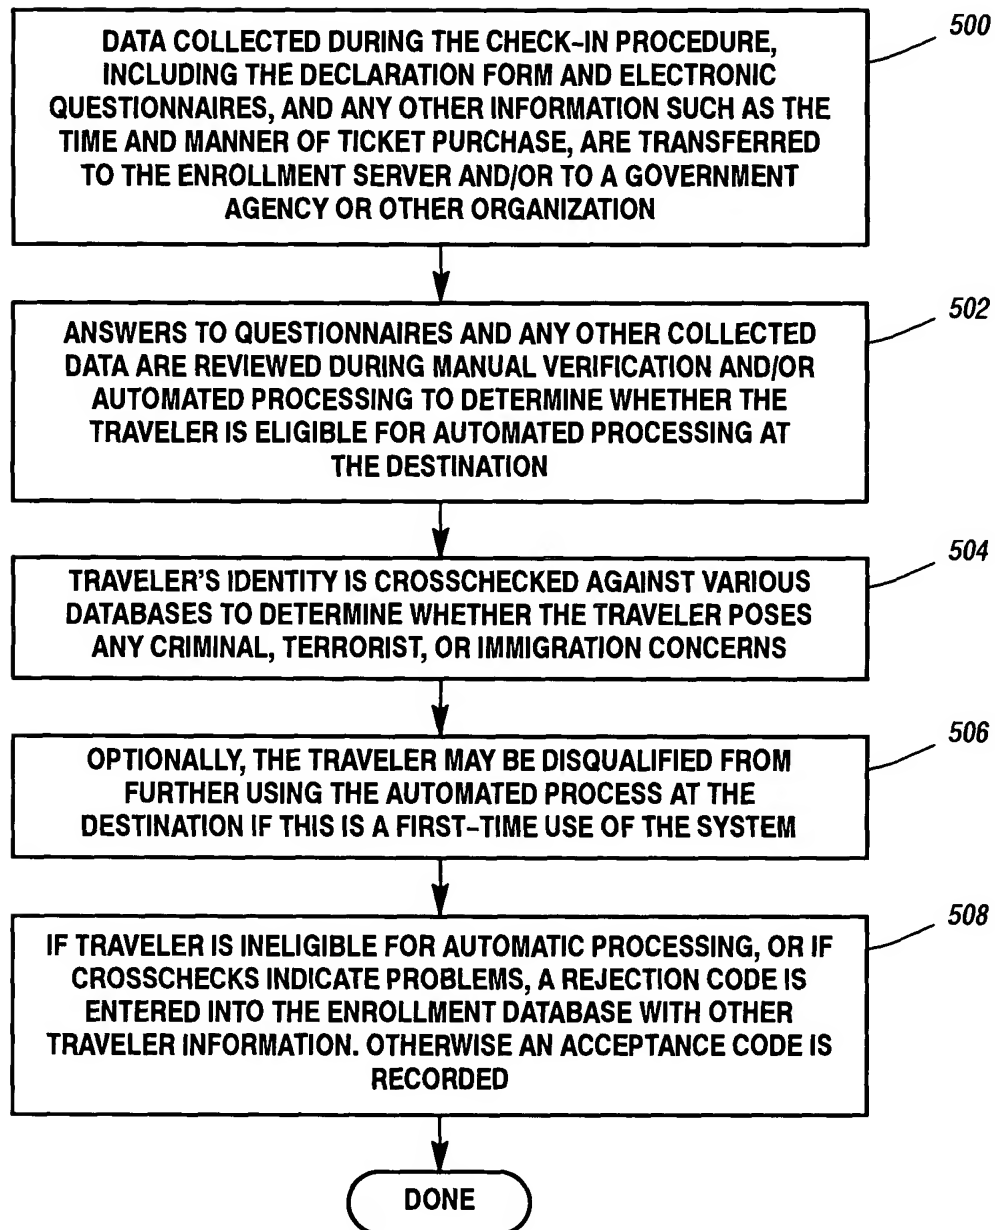 500
DATA COLLECTED DURING THE CHECK-IN PROCEDURE,
INCLUDING THE DECLARATION FORM AND ELECTRONIC
QUESTIONNAIRES, AND ANY OTHER INFORMATION SUCH AS THE
TIME AND MANNER OF TICKET PURCHASE, ARE TRANSFERRED
TO THE ENROLLMENT SERVER AND/OR TO A GOVERNMENT
AGENCY OR OTHER ORGANIZATION
502
ANSWERS TO QUESTIONNAIRES AND ANY OTHER COLLECTED
DATA ARE REVIEWED DURING MANUAL VERIFICATION AND/OR
AUTOMATED PROCESSING TO DETERMINE WHETHER THE
TRAVELER IS ELIGIBLE FOR AUTOMATED PROCESSING AT
THE DESTINATION
504
TRAVELER'S IDENTITY IS CROSSCHECKED AGAINST VARIOUS
DATABASES TO DETERMINE WHETHER THE TRAVELER POSES
ANY CRIMINAL, TERRORIST, OR IMMIGRATION CONCERNS
506
OPTIONALLY, THE TRAVELER MAY BE DISQUALIFIED FROM
FURTHER USING THE AUTOMATED PROCESS AT THE
DESTINATION IF THIS IS A FIRST-TIME USE OF THE SYSTEM
508
IF TRAVELER IS INELIGIBLE FOR AUTOMATIC PROCESSING, OR IF
CROSSCHECKS INDICATE PROBLEMS, A REJECTION CODE IS
ENTERED INTO THE ENROLLMENT DATABASE WITH OTHER
TRAVELER INFORMATION. OTHERWISE AN ACCEPTANCE CODE IS
RECORDED
DONE